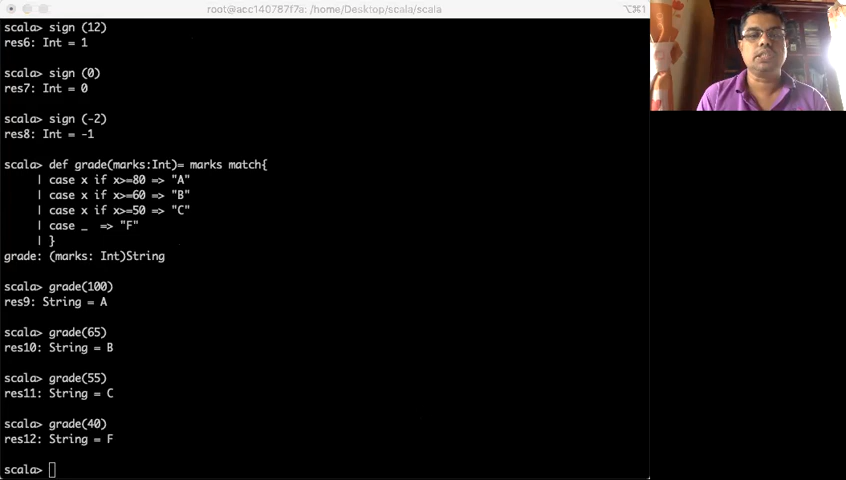 root@acc140787f7a: /home/Desktop/scala/scala
⌥⌘1
scala> sign (12)
res6: Int = 1
scala> sign (0)
res7: Int = 0
scala> sign (-2)
res8: Int = -1
scala> def grade(marks:Int)= marks match{
| case x if x>=80 => "A"
| case x if x>=60 => "B"
| case x if x>=50 => "C"
| case _  => "F"
| }
grade: (marks: Int)String
scala> grade(100)
res9: String = A
scala> grade(65)
res10: String = B
scala> grade(55)
res11: String = C
scala> grade(40)
res12: String = F
scala>